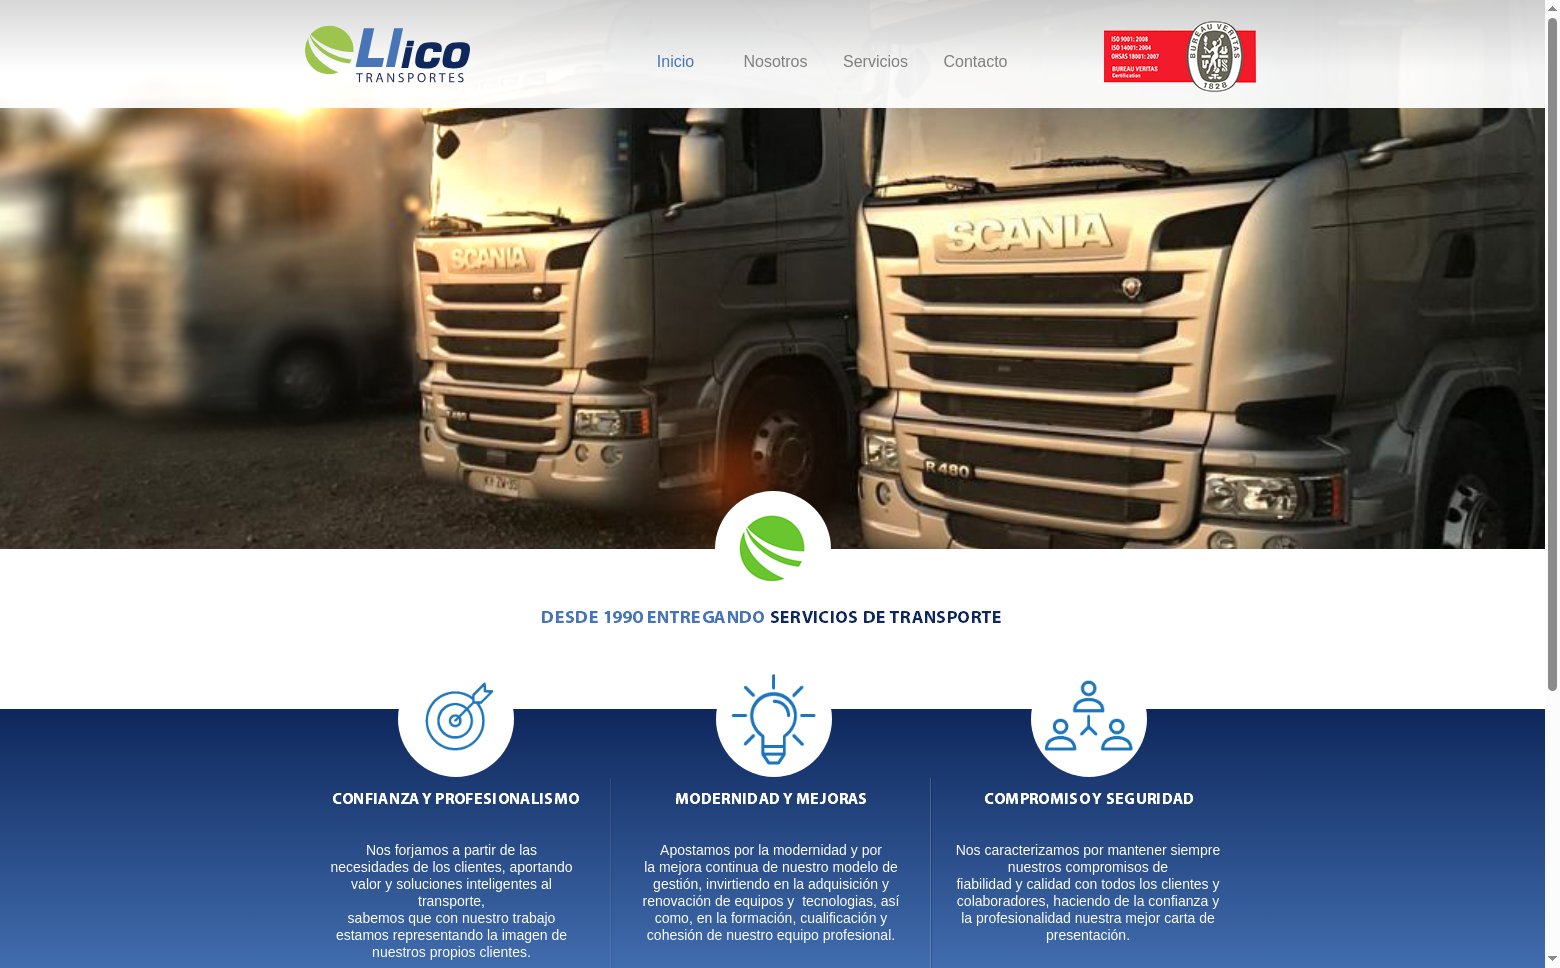 Llico
TRANSPORTES
Inicio
Nosotros
Servicios
Contacto
ISO 9001: 2008
ISO 14001: 2004
OHSAS 18001: 2007
BUREAU VERITAS
Certification
BUREAU VERITAS
1828
SCANIA
SCANIA
R480
DESDE 1990 ENTREGANDO SERVICIOS DE TRANSPORTE
CONFIANZA Y PROFESIONALISMO
Nos forjamos a partir de las
necesidades de los clientes, aportando
valor y soluciones inteligentes al
transporte,
sabemos que con nuestro trabajo
estamos representando la imagen de
nuestros propios clientes.
MODERNIDAD Y MEJORAS
Apostamos por la modernidad y por
la mejora continua de nuestro modelo de
gestión, invirtiendo en la adquisición y
renovación de equipos y  tecnologias, así
como, en la formación, cualificación y
cohesión de nuestro equipo profesional.
COMPROMISO Y SEGURIDAD
Nos caracterizamos por mantener siempre
nuestros compromisos de
fiabilidad y calidad con todos los clientes y
colaboradores, haciendo de la confianza y
la profesionalidad nuestra mejor carta de
presentación.